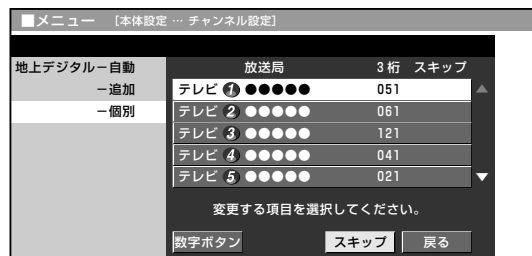 ■メニュー [本体設定 … チャンネル設定]
地上デジタル－自動
－追加
－個別
放送局 3桁 スキップ
テレビ ❶ ●●●●● 051
テレビ ❷ ●●●●● 061
テレビ ❸ ●●●●● 121
テレビ ❹ ●●●●● 041
テレビ ❺ ●●●●● 021
変更する項目を選択してください。
数字ボタン スキップ 戻る